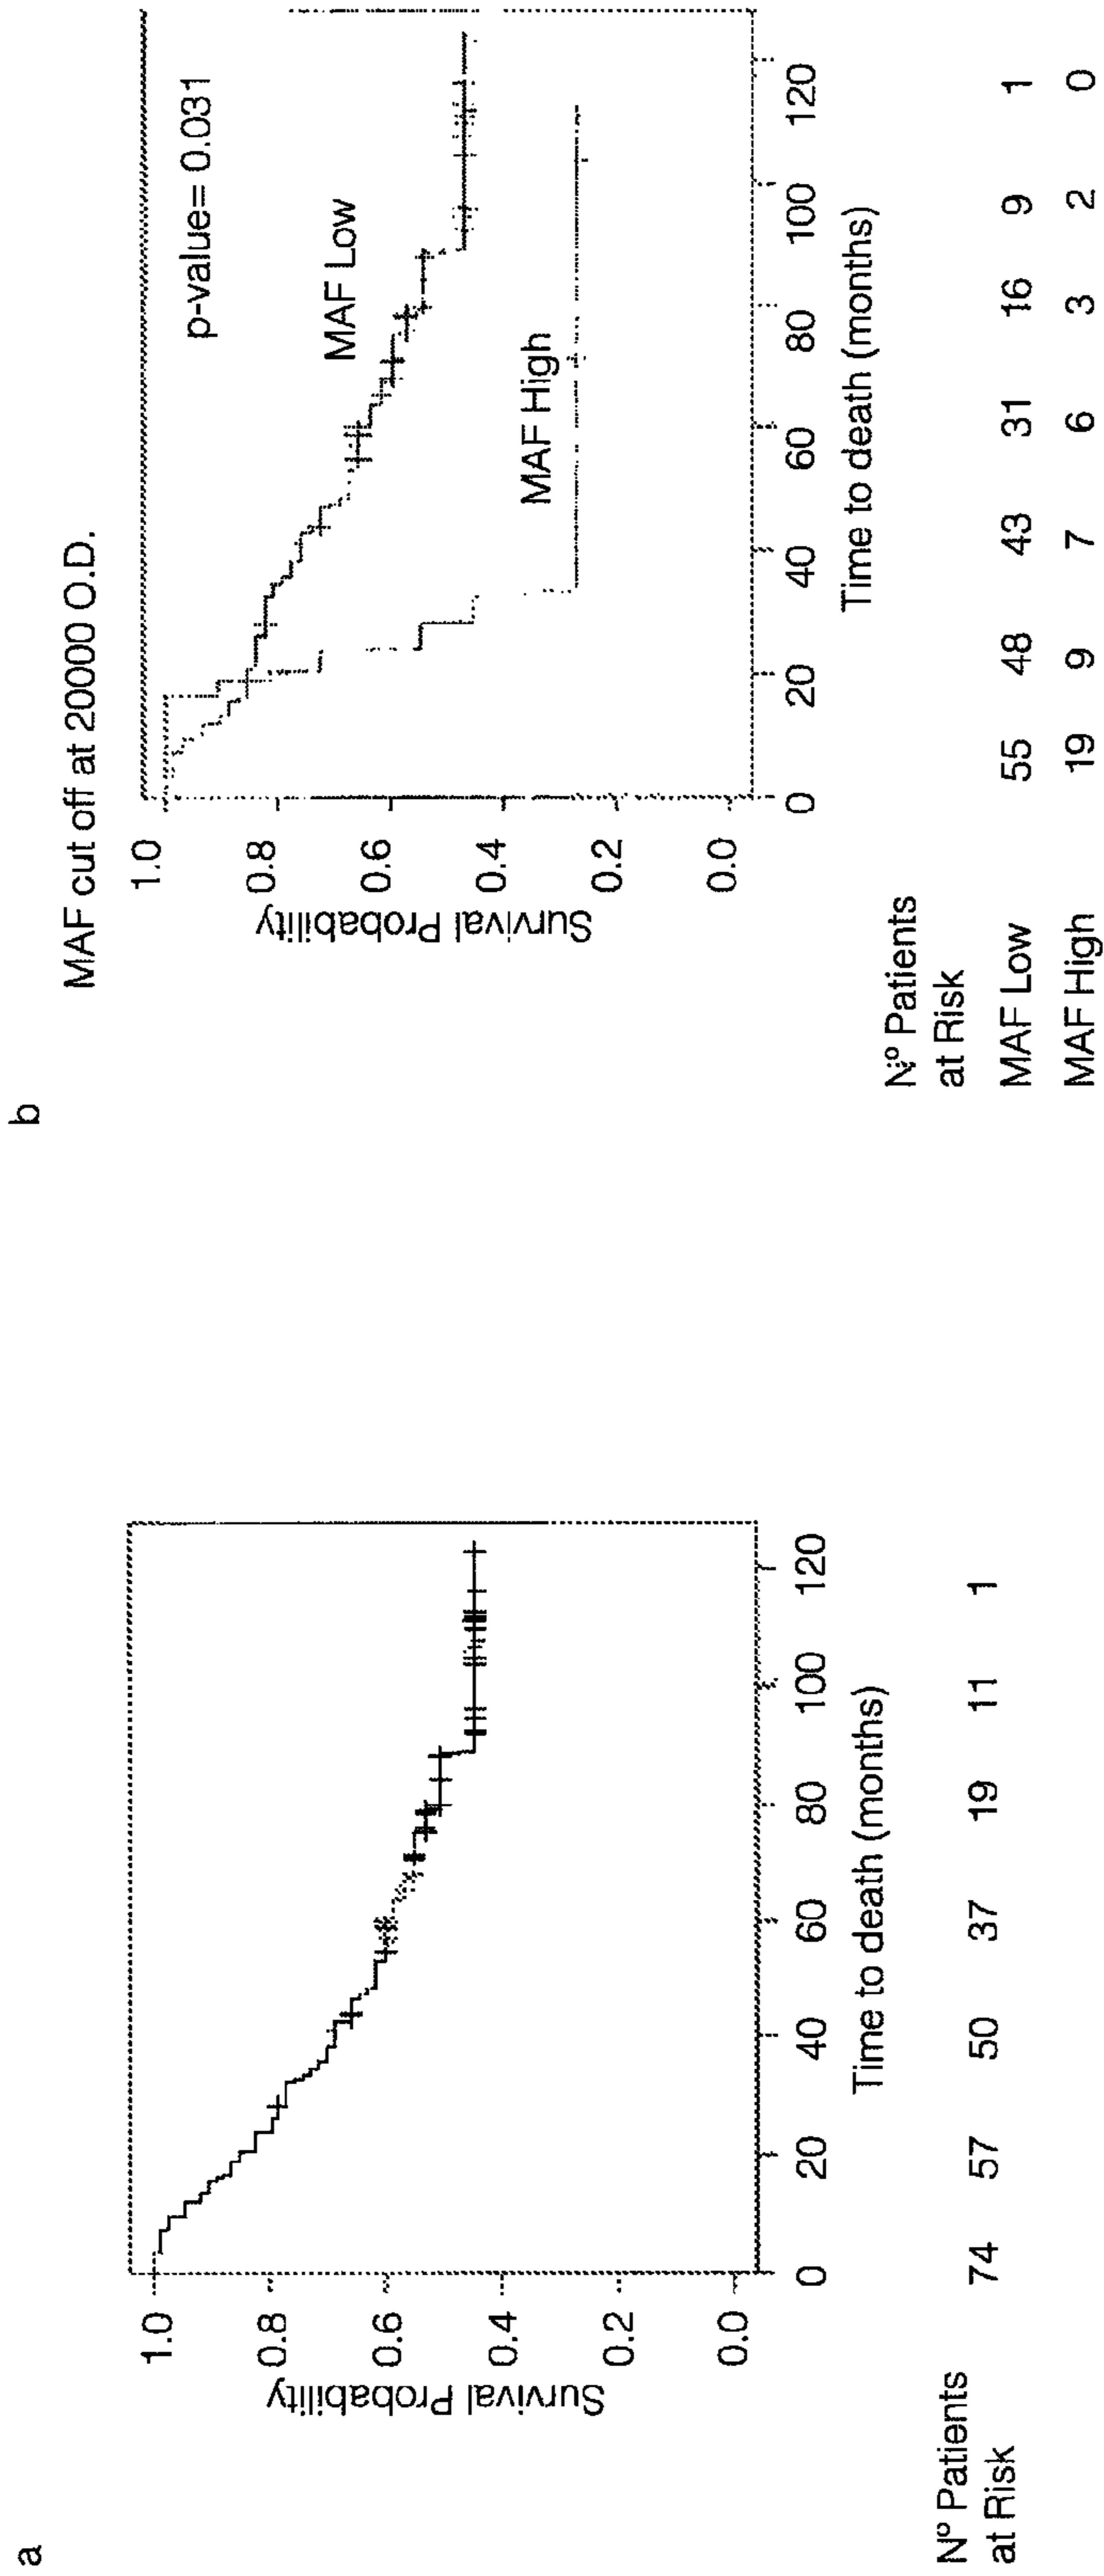 a
1.0
0.8
0.6
0.4
0.2
0.0
Survival Probability
0 20 40 60 80 100 120
Time to death (months)
Nº Patients
at Risk
74 57 50 37 19 11 1
b
MAF cut off at 20000 O.D.
1.0
0.8
0.6
0.4
0.2
0.0
Survival Probability
p-value= 0.031
MAF Low
MAF High
0 20 40 60 80 100 120
Time to death (months)
Nº Patients
at Risk
MAF Low 55 48 43 31 16 9 1
MAF High 19 9 7 6 3 2 0